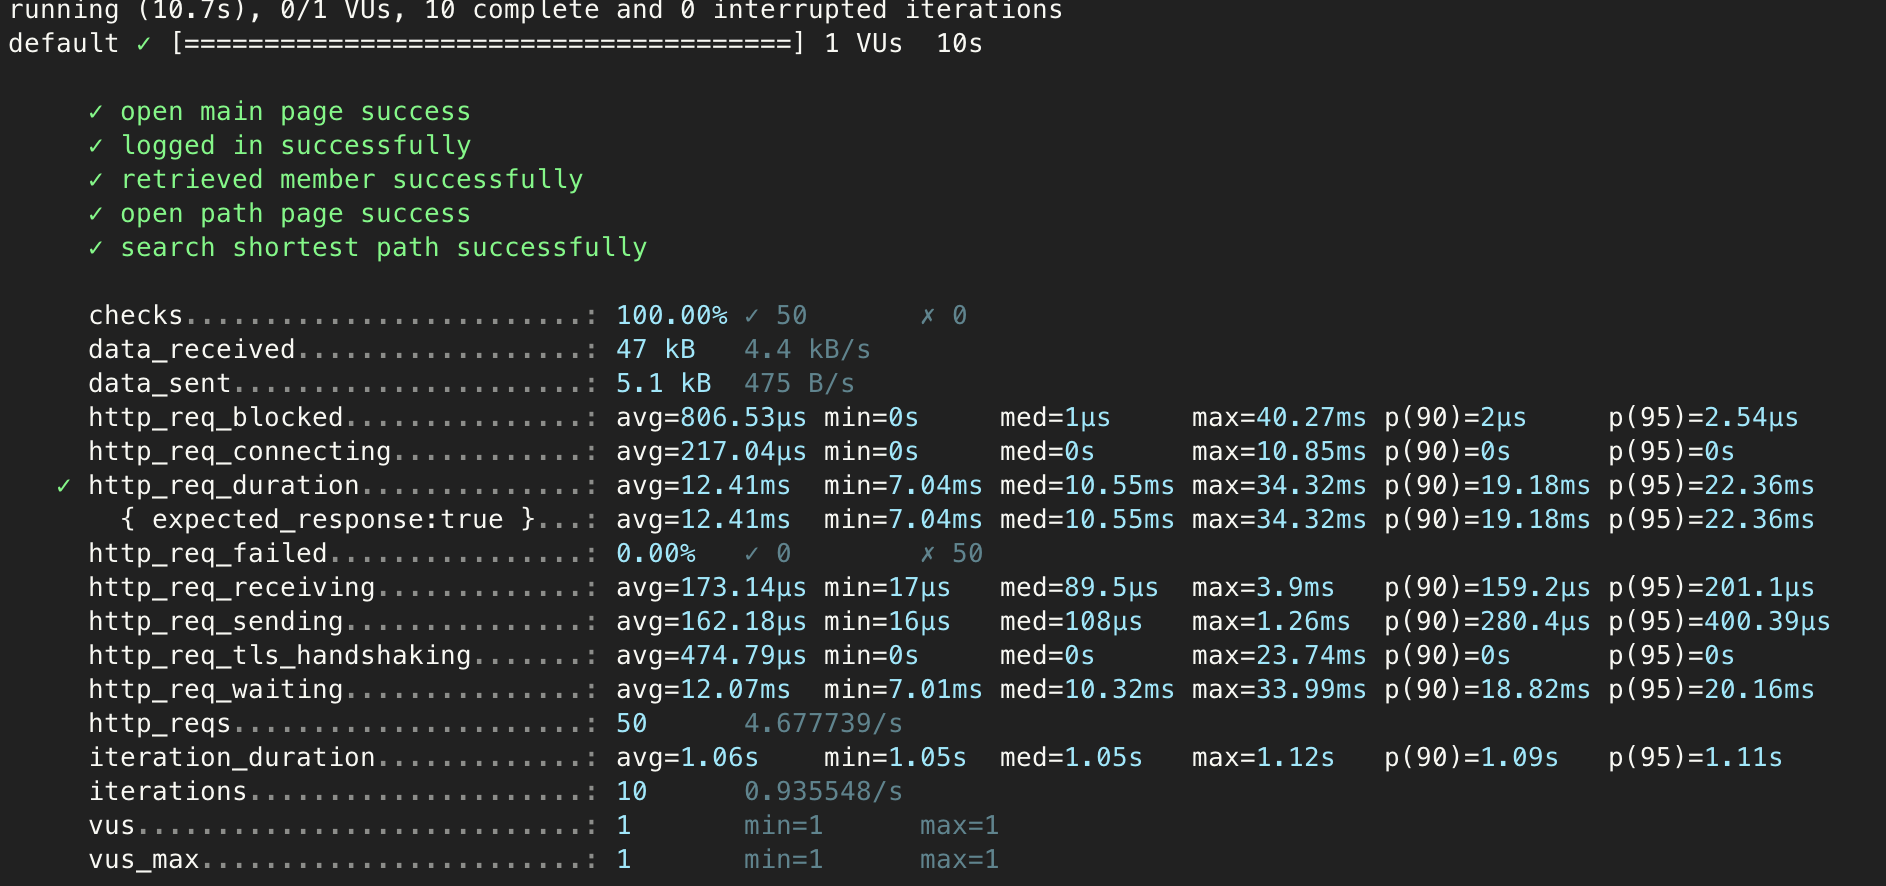 running (10.7s), 0/1 VUs, 10 complete and 0 interrupted iterations
default ✓ [======================================] 1 VUs  10s

     ✓ open main page success
     ✓ logged in successfully
     ✓ retrieved member successfully
     ✓ open path page success
     ✓ search shortest path successfully

     checks.........................: 100.00% ✓ 50       ✗ 0
     data_received..................: 47 kB   4.4 kB/s
     data_sent......................: 5.1 kB  475 B/s
     http_req_blocked...............: avg=806.53µs min=0s     med=1µs     max=40.27ms p(90)=2µs     p(95)=2.54µs
     http_req_connecting............: avg=217.04µs min=0s     med=0s      max=10.85ms p(90)=0s      p(95)=0s
   ✓ http_req_duration..............: avg=12.41ms  min=7.04ms med=10.55ms max=34.32ms p(90)=19.18ms p(95)=22.36ms
       { expected_response:true }...: avg=12.41ms  min=7.04ms med=10.55ms max=34.32ms p(90)=19.18ms p(95)=22.36ms
     http_req_failed................: 0.00%   ✓ 0        ✗ 50
     http_req_receiving.............: avg=173.14µs min=17µs   med=89.5µs  max=3.9ms   p(90)=159.2µs p(95)=201.1µs
     http_req_sending...............: avg=162.18µs min=16µs   med=108µs   max=1.26ms  p(90)=280.4µs p(95)=400.39µs
     http_req_tls_handshaking.......: avg=474.79µs min=0s     med=0s      max=23.74ms p(90)=0s      p(95)=0s
     http_req_waiting...............: avg=12.07ms  min=7.01ms med=10.32ms max=33.99ms p(90)=18.82ms p(95)=20.16ms
     http_reqs......................: 50      4.677739/s
     iteration_duration.............: avg=1.06s    min=1.05s  med=1.05s   max=1.12s   p(90)=1.09s   p(95)=1.11s
     iterations.....................: 10      0.935548/s
     vus............................: 1       min=1      max=1
     vus_max........................: 1       min=1      max=1